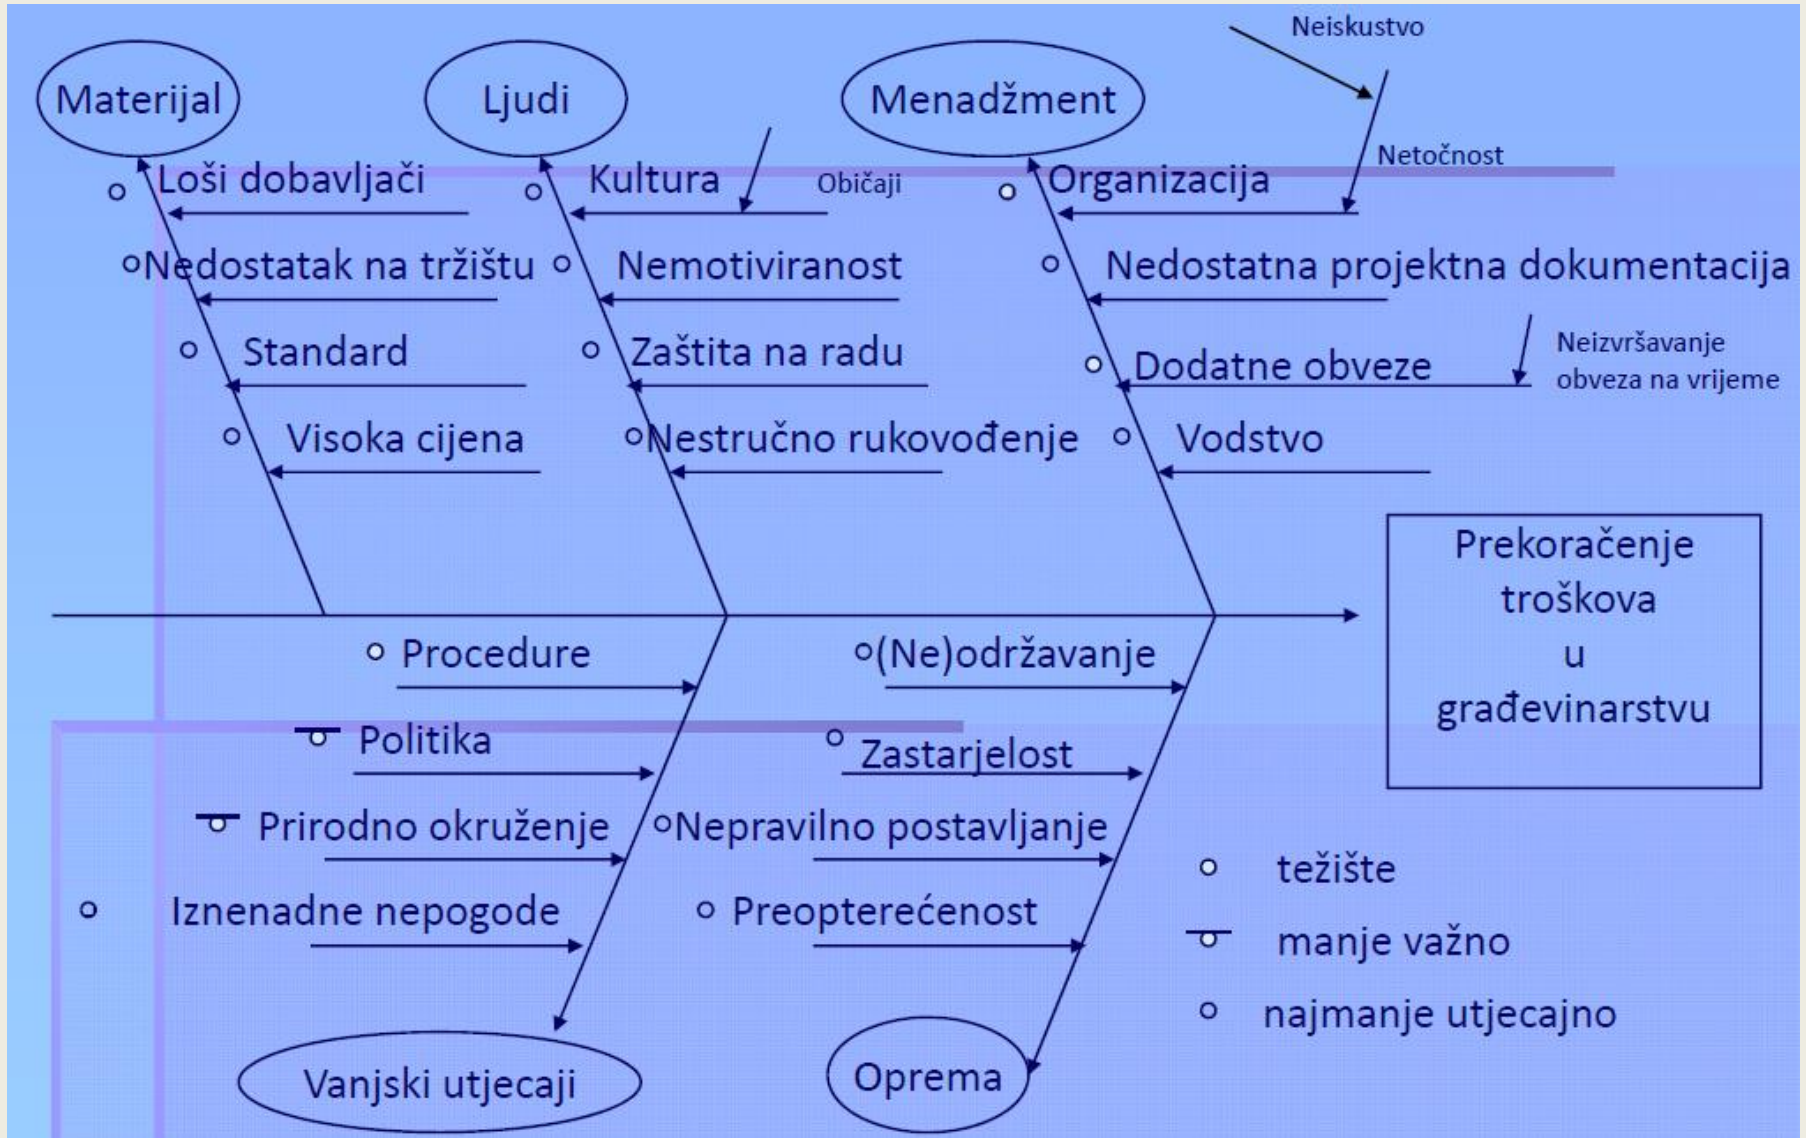 Neiskustvo
Materijal
Ljudi
Menadžment
Netočnost
Loši dobavljači
Kultura
Običaji
Organizacija
Nedostatak na tržištu
Nemotiviranost
Nedostatna projektna dokumentacija
Standard
Zaštita na radu
Dodatne obveze
Neizvršavanje
obveza na vrijeme
Visoka cijena
Nestručno rukovođenje
Vodstvo
Prekoračenje
troškova
u
građevinarstvu
Procedure
(Ne)održavanje
Politika
Zastarjelost
Prirodno okruženje
Nepravilno postavljanje
Iznenadne nepogode
Preopterećenost
težište
manje važno
najmanje utjecajno
Vanjski utjecaji
Oprema